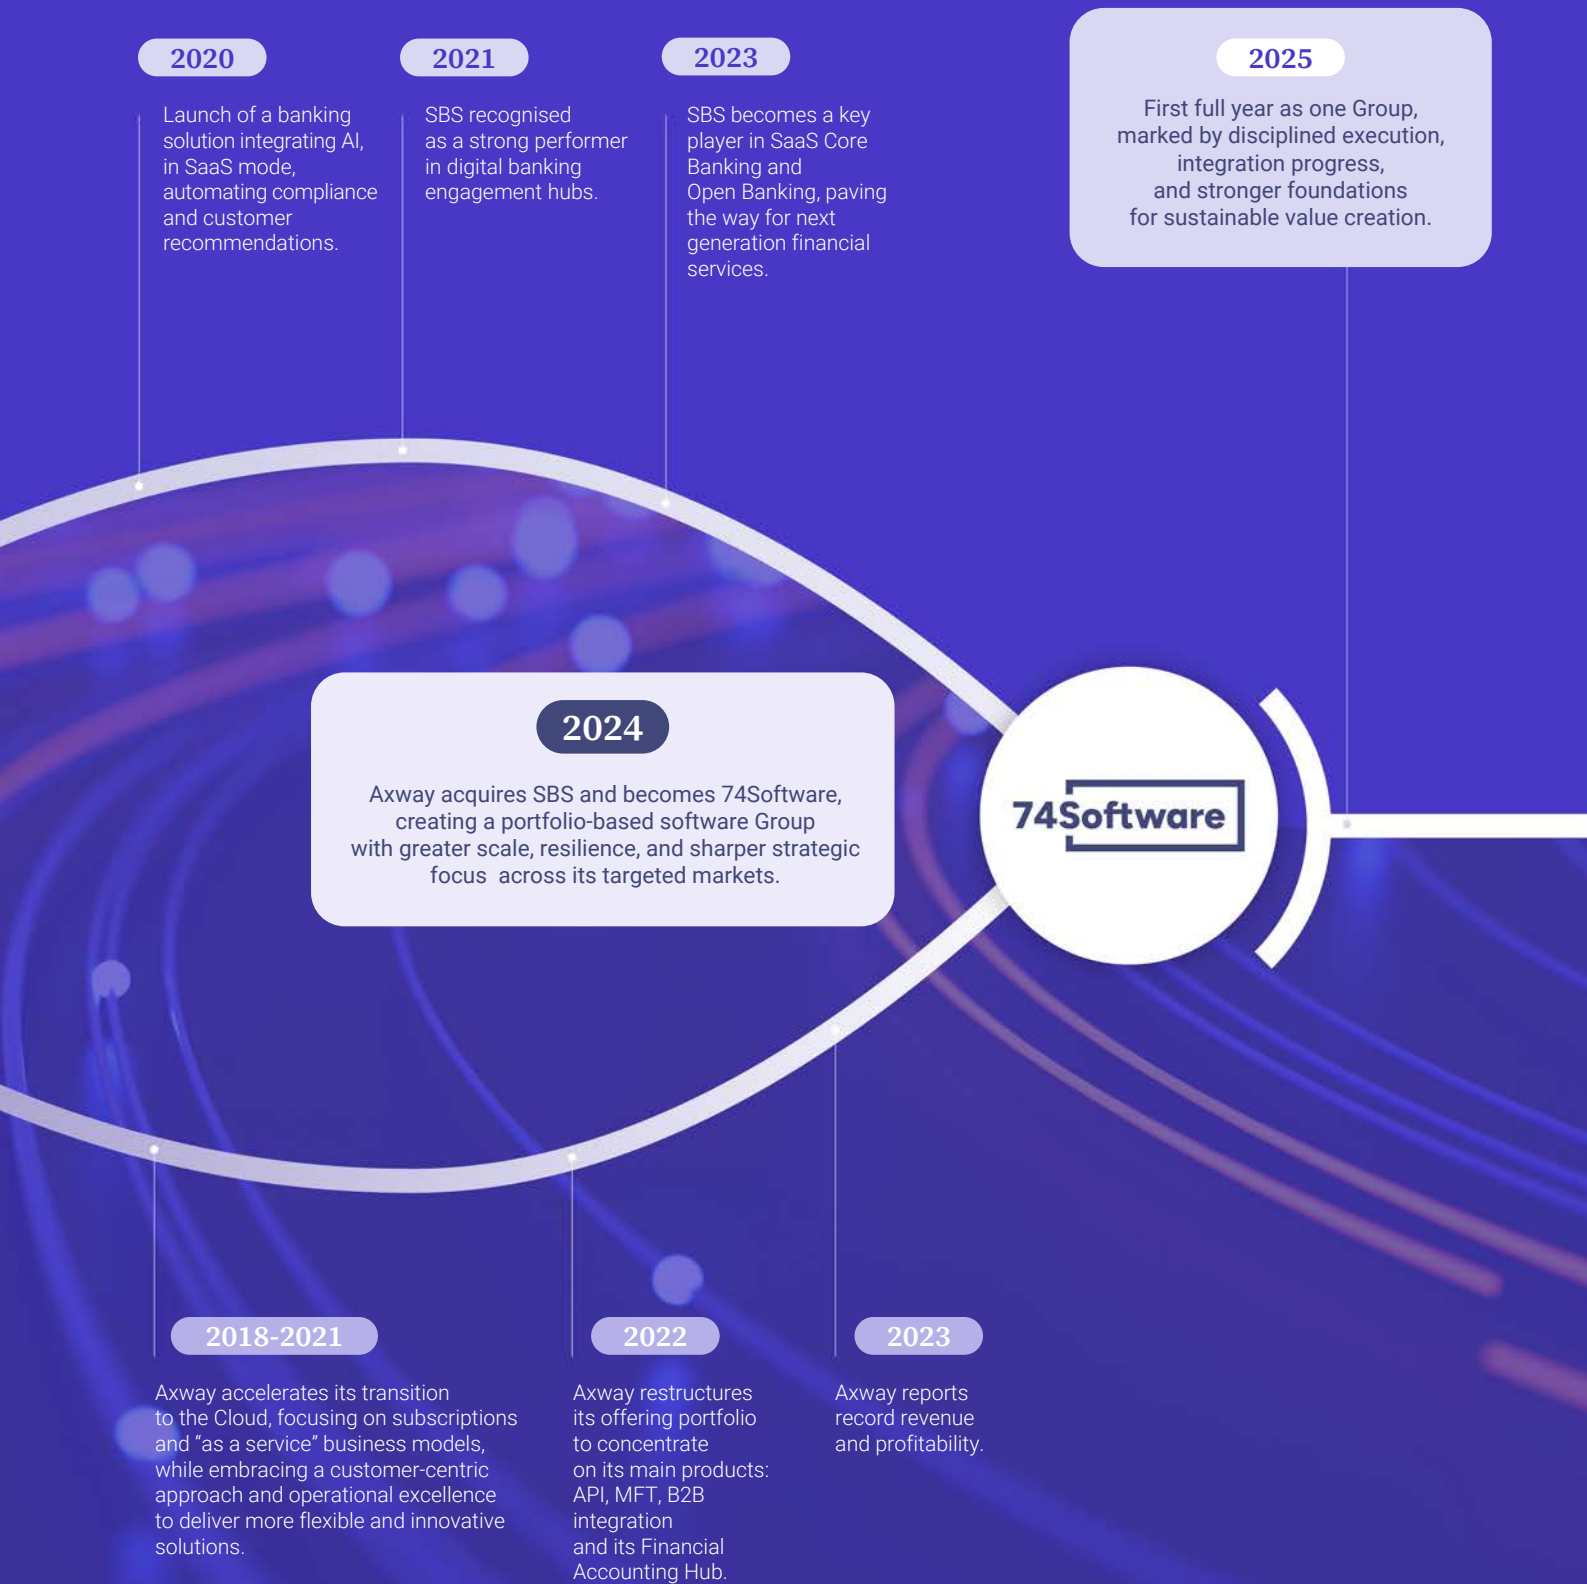 2020
Launch of a banking
solution integrating AI,
in SaaS mode,
automating compliance
and customer
recommendations.
2021
SBS recognised
as a strong performer
in digital banking
engagement hubs.
2023
SBS becomes a key
player in SaaS Core
Banking and
Open Banking, paving
the way for next
generation financial
services.
2025
First full year as one Group,
marked by disciplined execution,
integration progress,
and stronger foundations
for sustainable value creation.
2024
Axway acquires SBS and becomes 74Software,
creating a portfolio-based software Group
with greater scale, resilience, and sharper strategic
focus across its targeted markets.
74Software
2018-2021
Axway accelerates its transition
to the Cloud, focusing on subscriptions
and “as a service” business models,
while embracing a customer-centric
approach and operational excellence
to deliver more flexible and innovative
solutions.
2022
Axway restructures
its offering portfolio
to concentrate
on its main products:
API, MFT, B2B
integration
and its Financial
Accounting Hub.
2023
Axway reports
record revenue
and profitability.